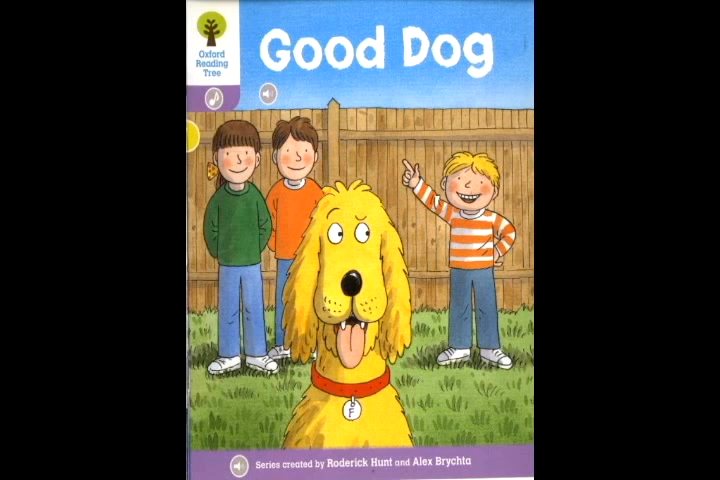 Good Dog
Oxford
Reading
Tree
F
Series created by Roderick Hunt and Alex Brychta